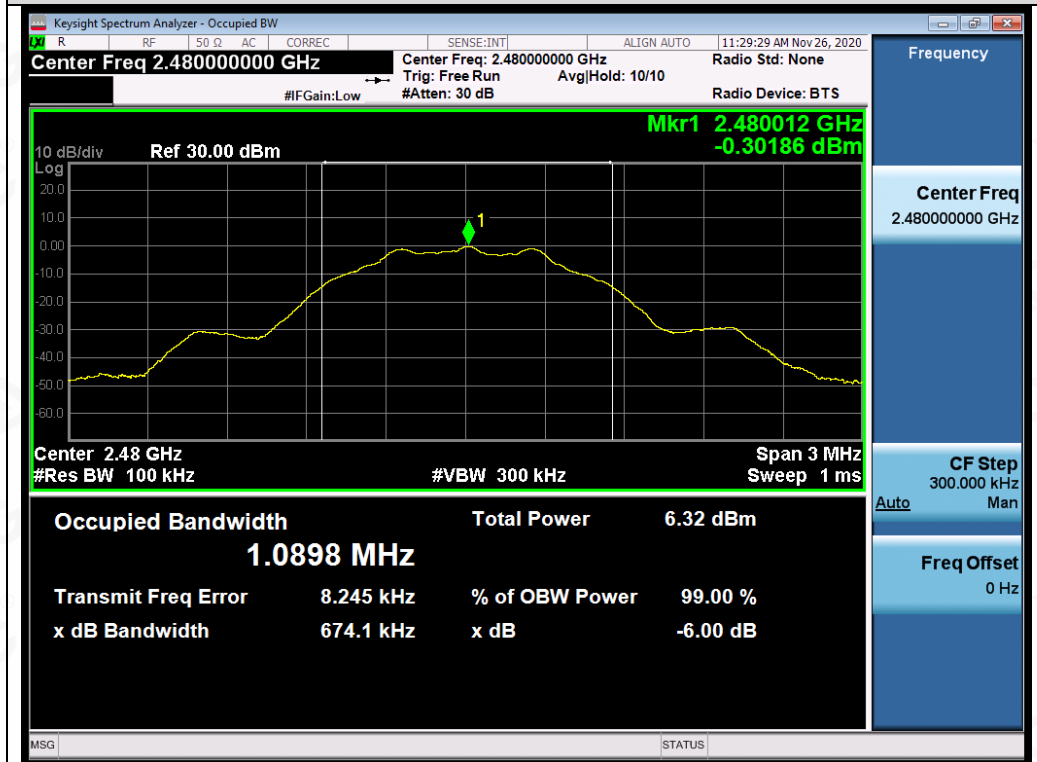 Keysight Spectrum Analyzer - Occupied BW
LXI R RF 50 Ω AC CORREC SENSE:INT ALIGN AUTO 11:29:29 AM Nov 26, 2020
Center Freq 2.480000000 GHz
Center Freq: 2.480000000 GHz Radio Std: None
Trig: Free Run Avg|Hold: 10/10
#IFGain:Low #Atten: 30 dB Radio Device: BTS
Frequency
Mkr1 2.480012 GHz
10 dB/div Ref 30.00 dBm -0.30186 dBm
Log
20.0
10.0
1
0.00
-10.0
-20.0
-30.0
-40.0
-50.0
-60.0
Center 2.48 GHz Span 3 MHz
#Res BW 100 kHz #VBW 300 kHz Sweep 1 ms
Center Freq
2.480000000 GHz
CF Step
300.000 kHz
Auto Man
Freq Offset
0 Hz
Occupied Bandwidth Total Power 6.32 dBm
1.0898 MHz
Transmit Freq Error 8.245 kHz % of OBW Power 99.00 %
x dB Bandwidth 674.1 kHz x dB -6.00 dB
MSG STATUS